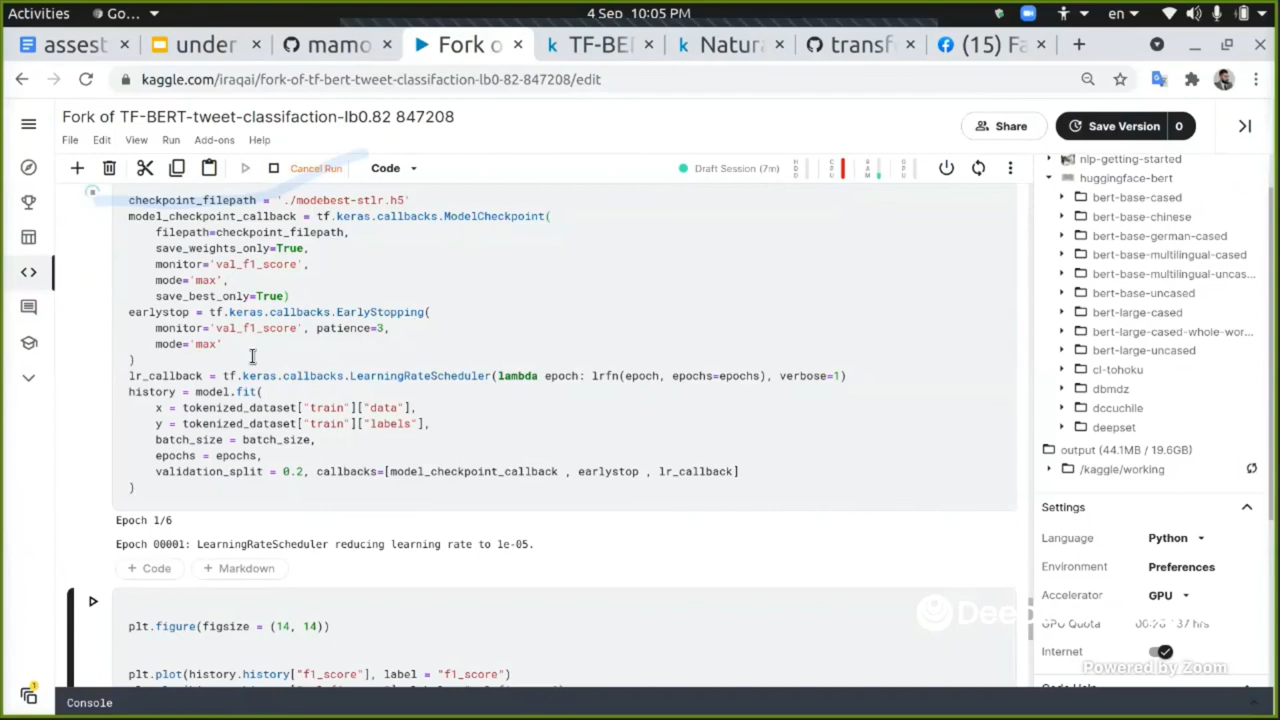 Activities Go... 4 Sep 10:05 PM en
assest under mamo Fork o TF-BE Natura transf (15) Fa
kaggle.com/iraqai/fork-of-tf-bert-tweet-classifaction-lb0-82-847208/edit
Fork of TF-BERT-tweet-classifaction-lb0.82 847208
File Edit View Run Add-ons Help
Share Save Version 0
Cancel Run Code Draft Session (7m)
checkpoint_filepath = './modebest-stlr.h5'
model_checkpoint_callback = tf.keras.callbacks.ModelCheckpoint(
filepath=checkpoint_filepath,
save_weights_only=True,
monitor='val_f1_score',
mode='max',
save_best_only=True)
earlystop = tf.keras.callbacks.EarlyStopping(
monitor='val_f1_score', patience=3,
mode='max'
)
lr_callback = tf.keras.callbacks.LearningRateScheduler(lambda epoch: lrfn(epoch, epochs=epochs), verbose=1)
history = model.fit(
x = tokenized_dataset["train"]["data"],
y = tokenized_dataset["train"]["labels"],
batch_size = batch_size,
epochs = epochs,
validation_split = 0.2, callbacks=[model_checkpoint_callback , earlystop , lr_callback]
)
Epoch 1/6
Epoch 00001: LearningRateScheduler reducing learning rate to 1e-05.
+ Code + Markdown
plt.figure(figsize = (14, 14))
plt.plot(history.history["f1_score"], label = "f1_score")
Console
nlp-getting-started
huggingface-bert
bert-base-cased
bert-base-chinese
bert-base-german-cased
bert-base-multilingual-cased
bert-base-multilingual-uncas...
bert-base-uncased
bert-large-cased
bert-large-cased-whole-wor...
bert-large-uncased
cl-tohoku
dbmdz
dccuchile
deepset
output (44.1MB / 19.6GB)
/kaggle/working
Settings
Language Python
Environment Preferences
Accelerator GPU
GPU Quota
Internet
Powered by Zoom